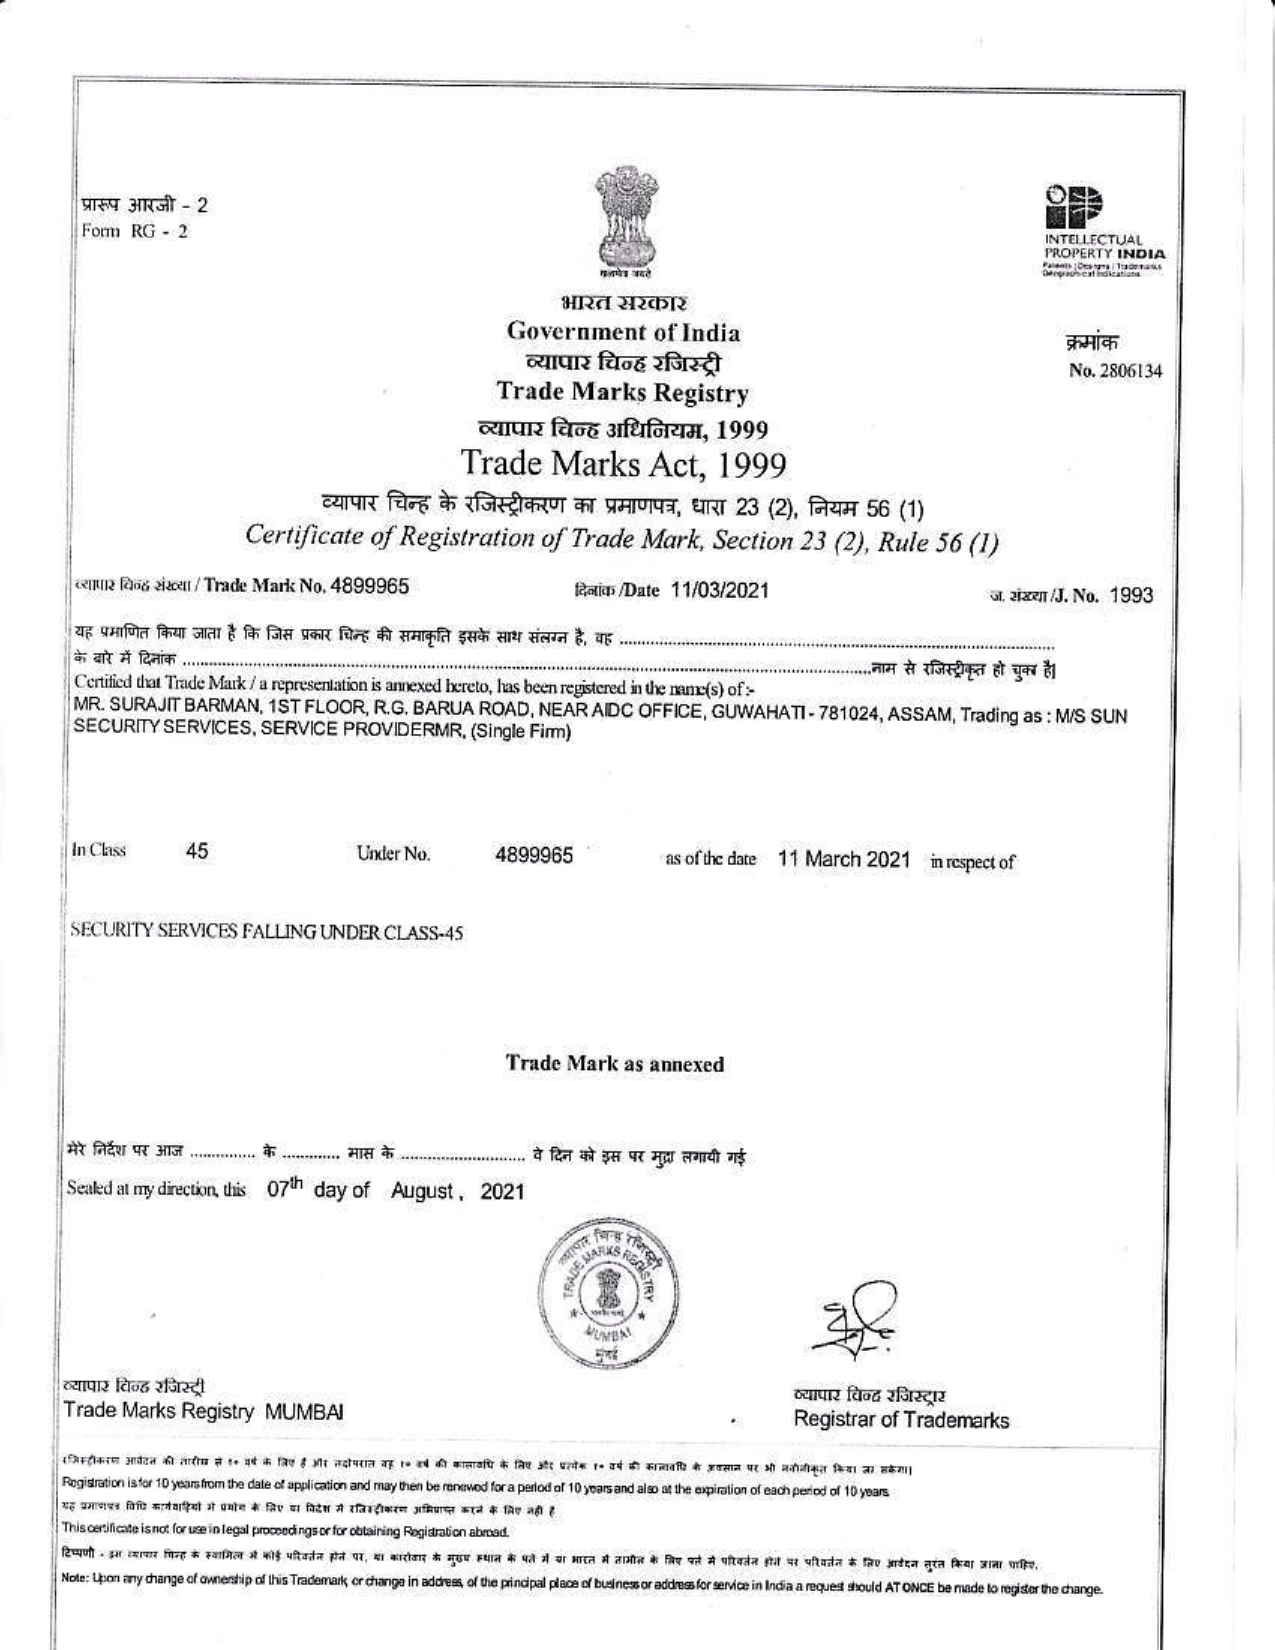 प्रारूप आरजी - 2
Form RG - 2
सत्यमेव जयते
INTELLECTUAL
PROPERTY INDIA
Patents | Designs | Trademarks
Geographical Indications
भारत सरकार
Government of India
व्यापार चिन्ह रजिस्ट्री
Trade Marks Registry
क्रमांक
No. 2806134
व्यापार चिन्ह अधिनियम, 1999
Trade Marks Act, 1999
व्यापार चिन्ह के रजिस्ट्रीकरण का प्रमाणपत्र, धारा 23 (2), नियम 56 (1)
Certificate of Registration of Trade Mark, Section 23 (2), Rule 56 (1)
व्यापार चिन्ह संख्या / Trade Mark No. 4899965 दिनांक /Date 11/03/2021 ज. संख्या /J. No. 1993
यह प्रमाणित किया जाता है कि जिस प्रकार चिन्ह की समाकृति इसके साथ संलग्न है, वह ....................
के बारे में दिनांक ....................नाम से रजिस्ट्रीकृत हो चुका है|
Certified that Trade Mark / a representation is annexed hereto, has been registered in the name(s) of :-
MR. SURAJIT BARMAN, 1ST FLOOR, R.G. BARUA ROAD, NEAR AIDC OFFICE, GUWAHATI - 781024, ASSAM, Trading as : M/S SUN
SECURITY SERVICES, SERVICE PROVIDERMR, (Single Firm)
In Class 45 Under No. 4899965 as of the date 11 March 2021 in respect of
SECURITY SERVICES FALLING UNDER CLASS-45
Trade Mark as annexed
मेरे निर्देश पर आज .............. के ............ मास के ........................... वे दिन को इस पर मुद्रा लगायी गई
Sealed at my direction, this 07th day of August, 2021
व्यापार चिन्ह रजिस्ट्री
TRADE MARKS REGISTRY
MUMBAI
मुंबई
व्यापार चिन्ह रजिस्ट्री
Trade Marks Registry MUMBAI
व्यापार चिन्ह रजिस्ट्रार
Registrar of Trademarks
रजिस्ट्रीकरण आवेदन की तारीख से १० वर्ष के लिए है और तदोपरांत वह १० वर्ष की कालावधि के लिए और प्रत्येक १० वर्ष की कालावधि के अवसान पर भी नवीनीकृत किया जा सकेगा|
Registration is for 10 years from the date of application and may then be renewed for a period of 10 years and also at the expiration of each period of 10 years.
यह प्रमाणपत्र विधि कार्यवाहियों में प्रयोग के लिए या विदेश में रजिस्ट्रीकरण अभिप्राप्त करने के लिए नहीं है
This certificate is not for use in legal proceedings or for obtaining Registration abroad.
टिप्पणी - इस व्यापार चिन्ह के स्वामित्व में कोई परिवर्तन होने पर, या कारोबार के मुख्य स्थान के पते में या भारत में तामील के लिए पते में परिवर्तन होने पर परिवर्तन के लिए आवेदन तुरंत किया जाना चाहिए.
Note: Upon any change of ownership of this Trademark, or change in address, of the principal place of business or address for service in India a request should AT ONCE be made to register the change.